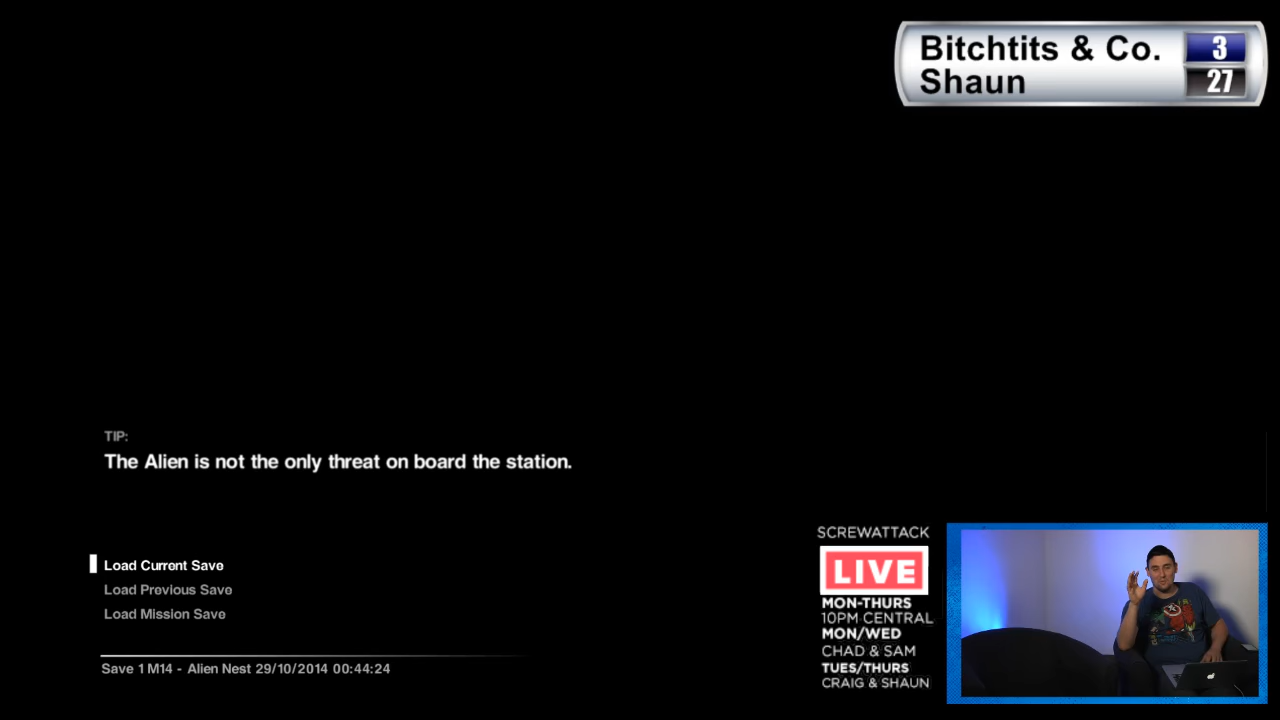 Bitchtits & Co. 3
Shaun 27
TIP:
The Alien is not the only threat on board the station.
Load Current Save
Load Previous Save
Load Mission Save
Save 1 M14 - Alien Nest 29/10/2014 00:44:24
SCREWATTACK
LIVE
MON-THURS
10PM CENTRAL
MON/WED
CHAD & SAM
TUES/THURS
CRAIG & SHAUN